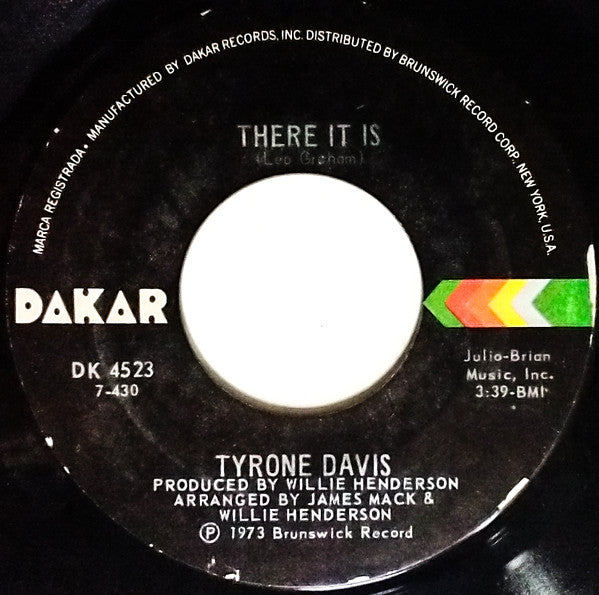 MARCA REGISTRADA • MANUFACTURED BY DAKAR RECORDS, INC. DISTRIBUTED BY BRUNSWICK RECORD CORP., NEW YORK, U.S.A.
THERE IT IS
(Leo Graham)
DAKAR
DK 4523
7-430
Julio-Brian
Music, Inc.
3:39-BMI
TYRONE DAVIS
PRODUCED BY WILLIE HENDERSON
ARRANGED BY JAMES MACK &
WILLIE HENDERSON
Ⓟ 1973 Brunswick Record